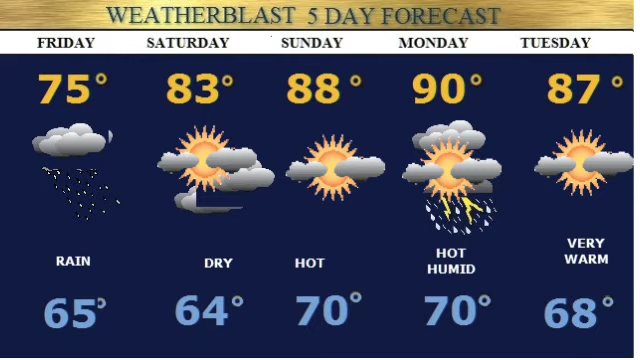 WEATHERBLAST 5 DAY FORECAST
FRIDAY SATURDAY SUNDAY MONDAY TUESDAY
75° 83° 88° 90° 87°
RAIN DRY HOT HOT HUMID VERY WARM
65° 64° 70° 70° 68°